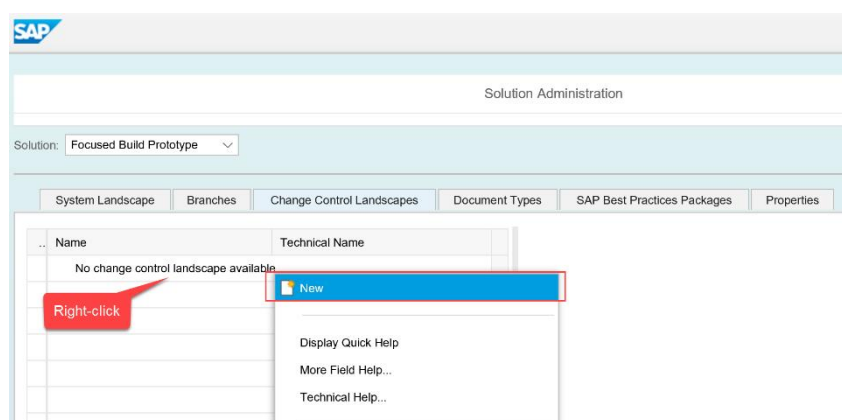 SAP
Solution Administration
Solution: Focused Build Prototype
System Landscape Branches Change Control Landscapes Document Types SAP Best Practices Packages Properties
.. Name Technical Name
No change control landscape available
New
Right-click
Display Quick Help
More Field Help...
Technical Help...